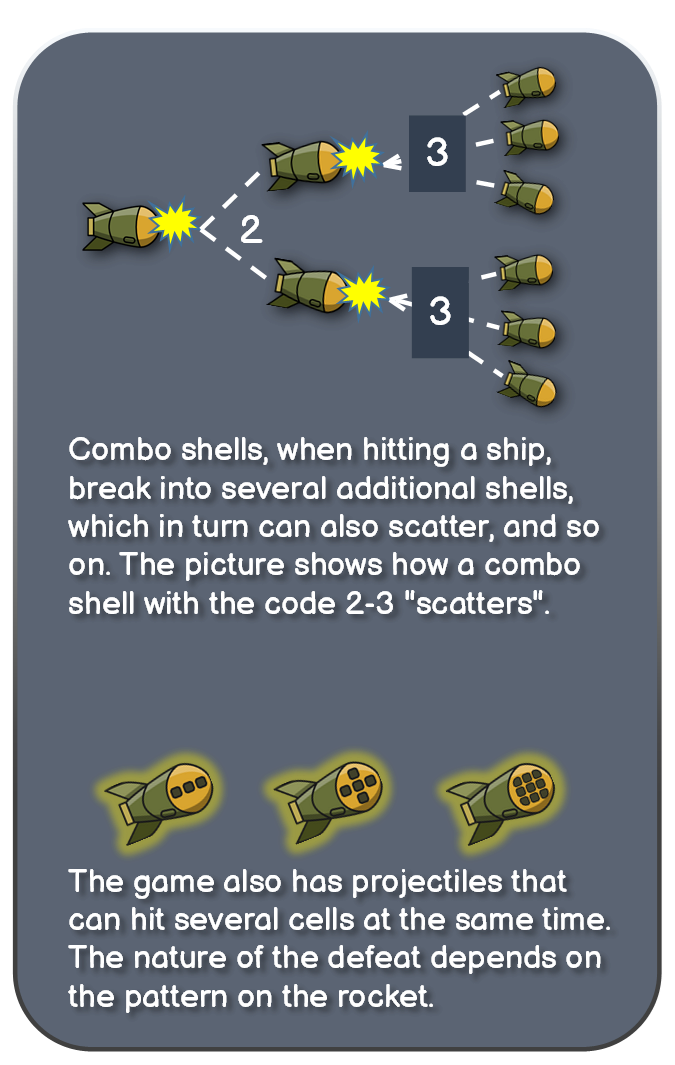 3
2
3
Combo shells, when hitting a ship,
break into several additional shells,
which in turn can also scatter, and so
on. The picture shows how a combo
shell with the code 2-3 "scatters".
The game also has projectiles that
can hit several cells at the same time.
The nature of the defeat depends on
the pattern on the rocket.